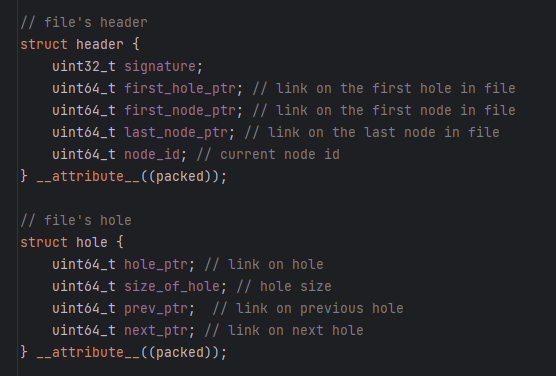 // file's header
struct header {
    uint32_t signature;
    uint64_t first_hole_ptr; // link on the first hole in file
    uint64_t first_node_ptr; // link on the first node in file
    uint64_t last_node_ptr; // link on the last node in file
    uint64_t node_id; // current node id
} __attribute__((packed));

// file's hole
struct hole {
    uint64_t hole_ptr; // link on hole
    uint64_t size_of_hole; // hole size
    uint64_t prev_ptr;  // link on previous hole
    uint64_t next_ptr; // link on next hole
} __attribute__((packed));